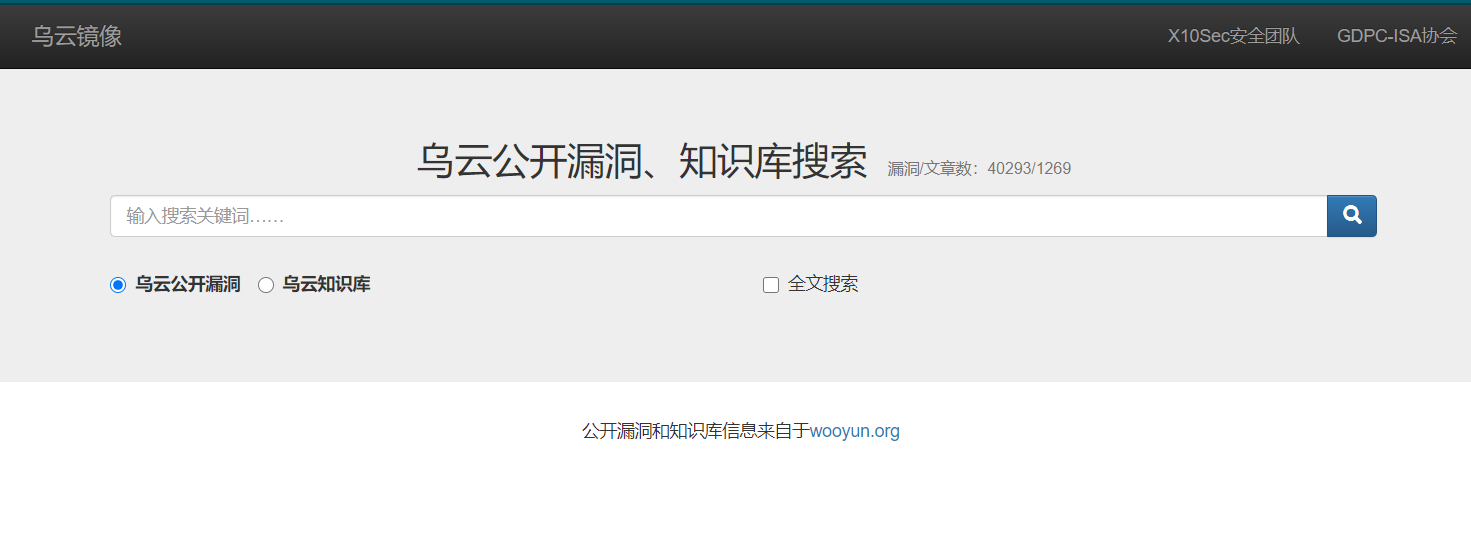 乌云镜像 X10Sec安全团队 GDPC-ISA协会
乌云公开漏洞、知识库搜索 漏洞/文章数：40293/1269
输入搜索关键词……
乌云公开漏洞 乌云知识库 全文搜索
公开漏洞和知识库信息来自于wooyun.org